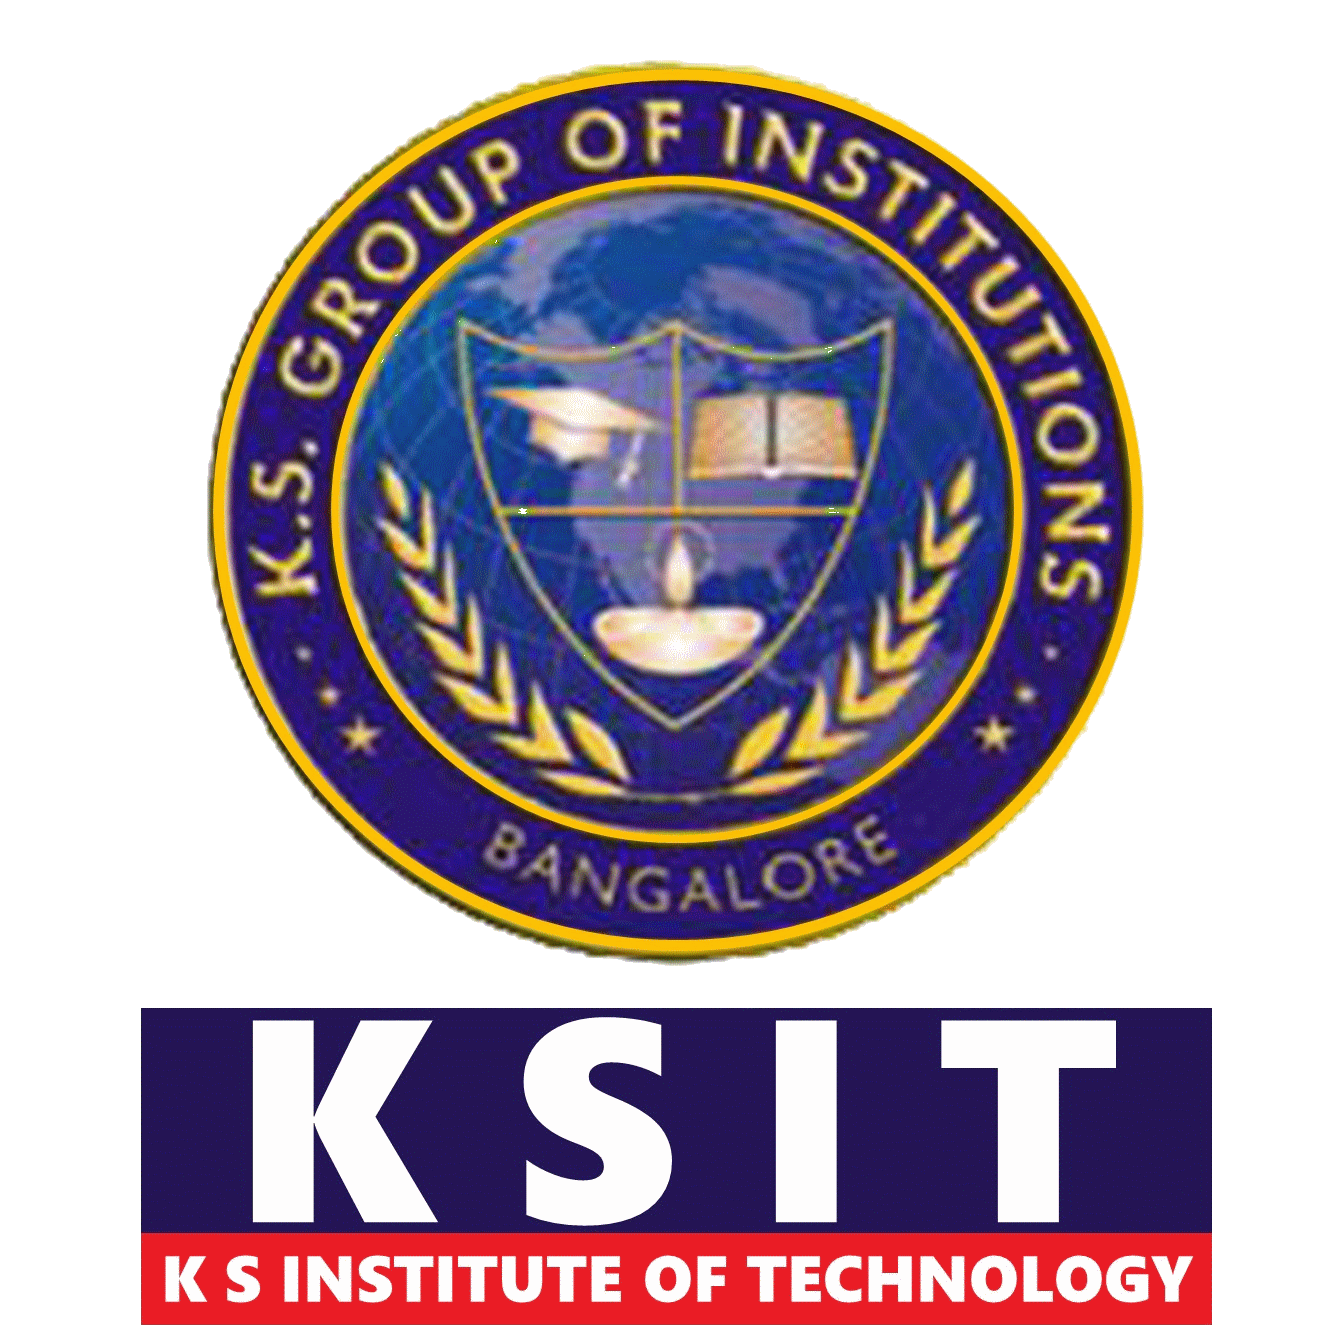 K.S. GROUP OF INSTITUTIONS
BANGALORE
KSIT
K S INSTITUTE OF TECHNOLOGY